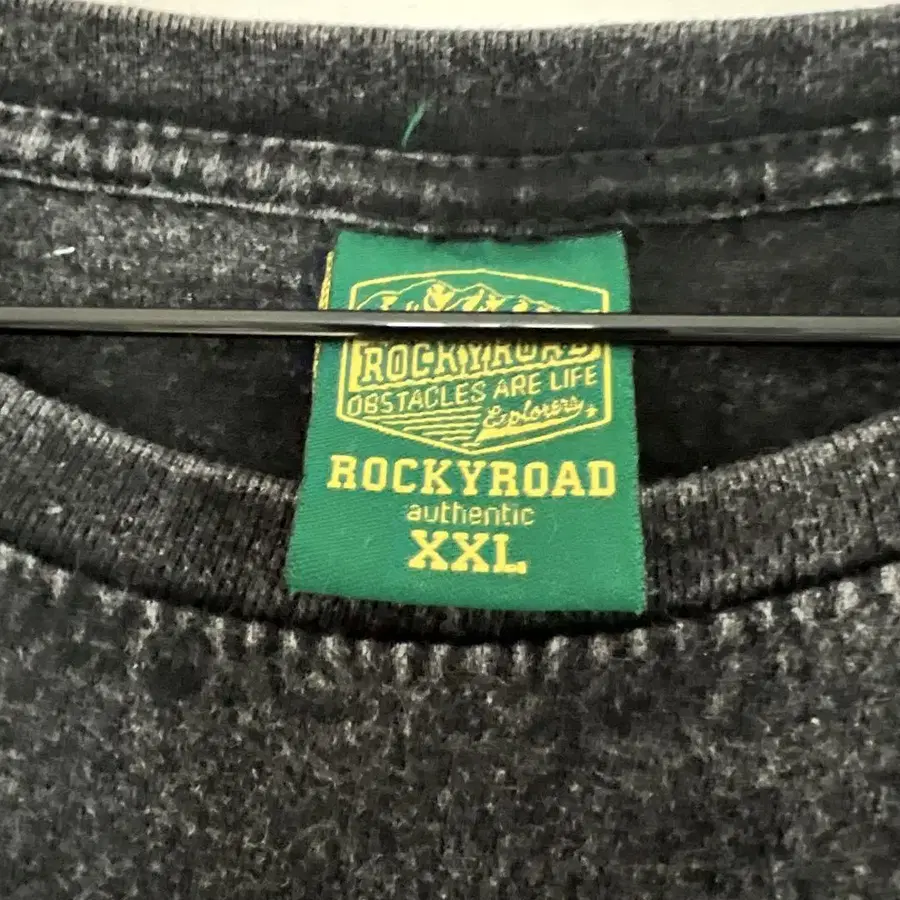 ROCKYROAD
OBSTACLES ARE LIFE
Explorers
ROCKYROAD
authentic
XXL